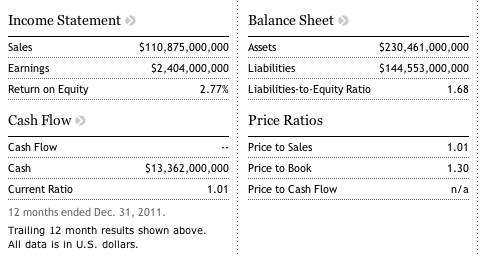 Income Statement
Sales $110,875,000,000
Earnings $2,404,000,000
Return on Equity 2.77%
Cash Flow
Cash Flow --
Cash $13,362,000,000
Current Ratio 1.01
12 months ended Dec. 31, 2011.
Trailing 12 month results shown above.
All data is in U.S. dollars.
Balance Sheet
Assets $230,461,000,000
Liabilities $144,553,000,000
Liabilities-to-Equity Ratio 1.68
Price Ratios
Price to Sales 1.01
Price to Book 1.30
Price to Cash Flow n/a